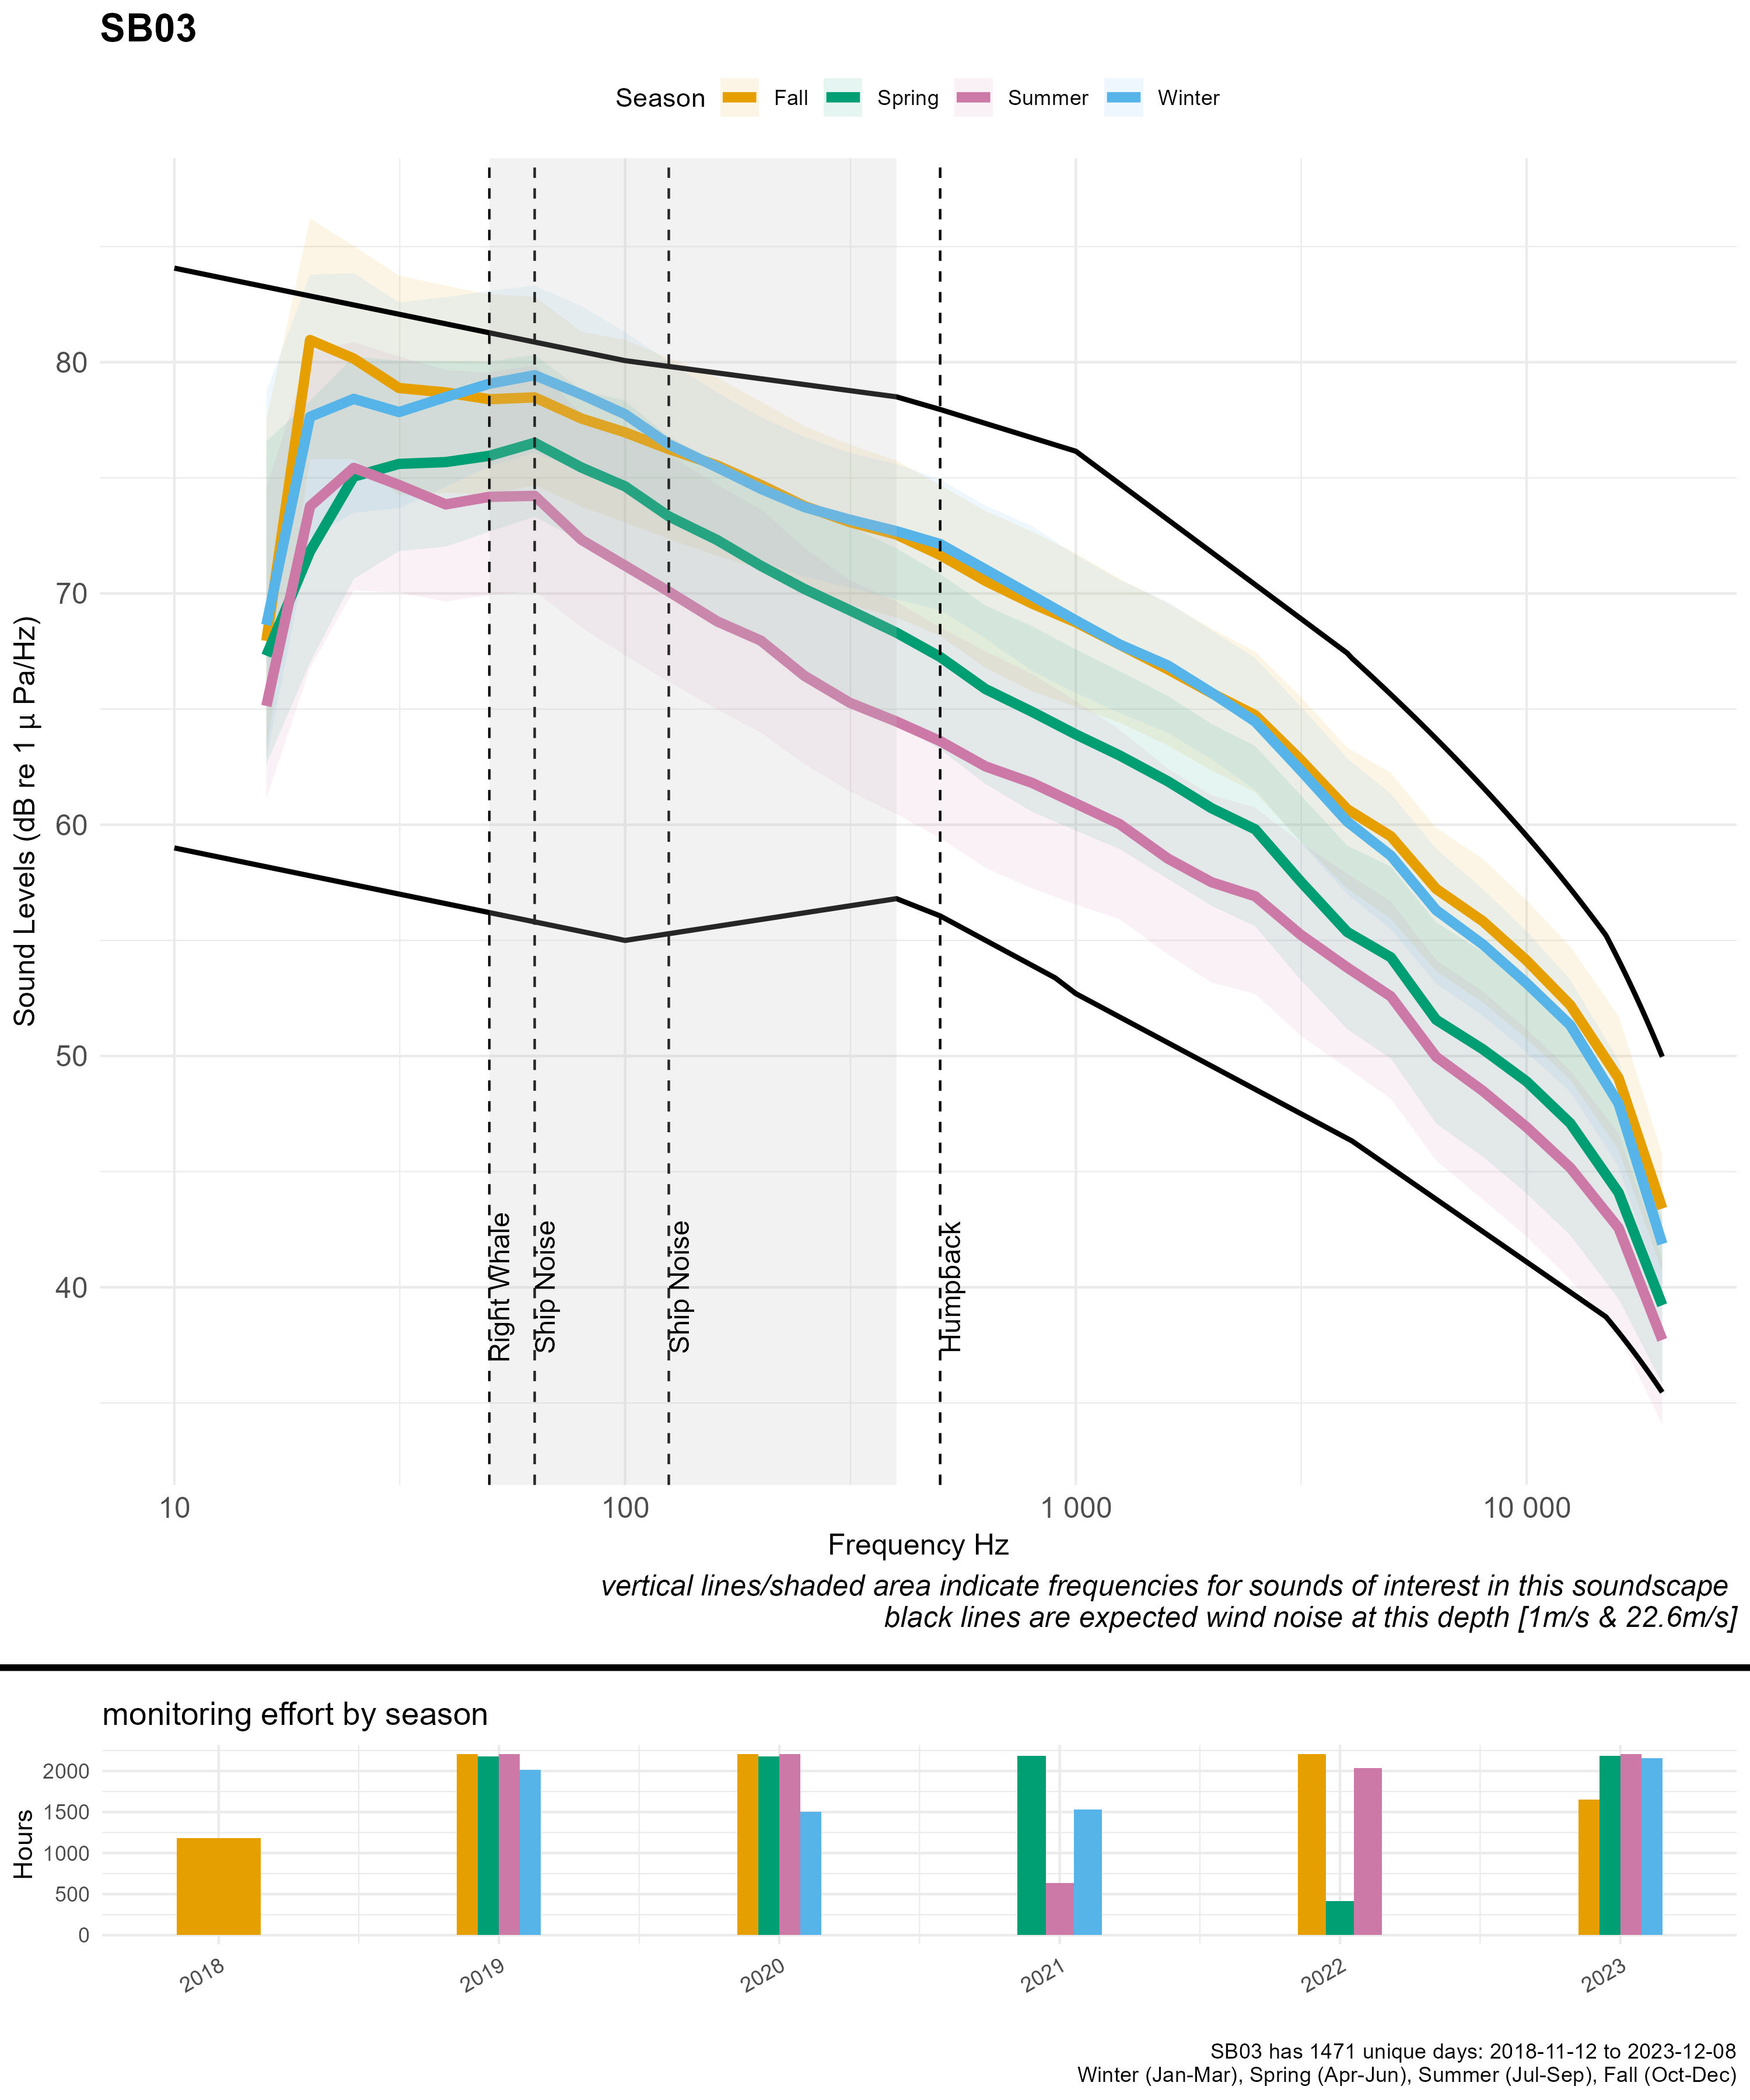 SB03
Season Fall Spring Summer Winter
Sound Levels (dB re 1 µ Pa/Hz)
80
70
60
50
40
Right Whale
Ship Noise
Ship Noise
Humpback
10 100 1 000 10 000
Frequency Hz
vertical lines/shaded area indicate frequencies for sounds of interest in this soundscape
black lines are expected wind noise at this depth [1m/s & 22.6m/s]
monitoring effort by season
Hours
2000
1500
1000
500
0
2018 2019 2020 2021 2022 2023
SB03 has 1471 unique days: 2018-11-12 to 2023-12-08
Winter (Jan-Mar), Spring (Apr-Jun), Summer (Jul-Sep), Fall (Oct-Dec)